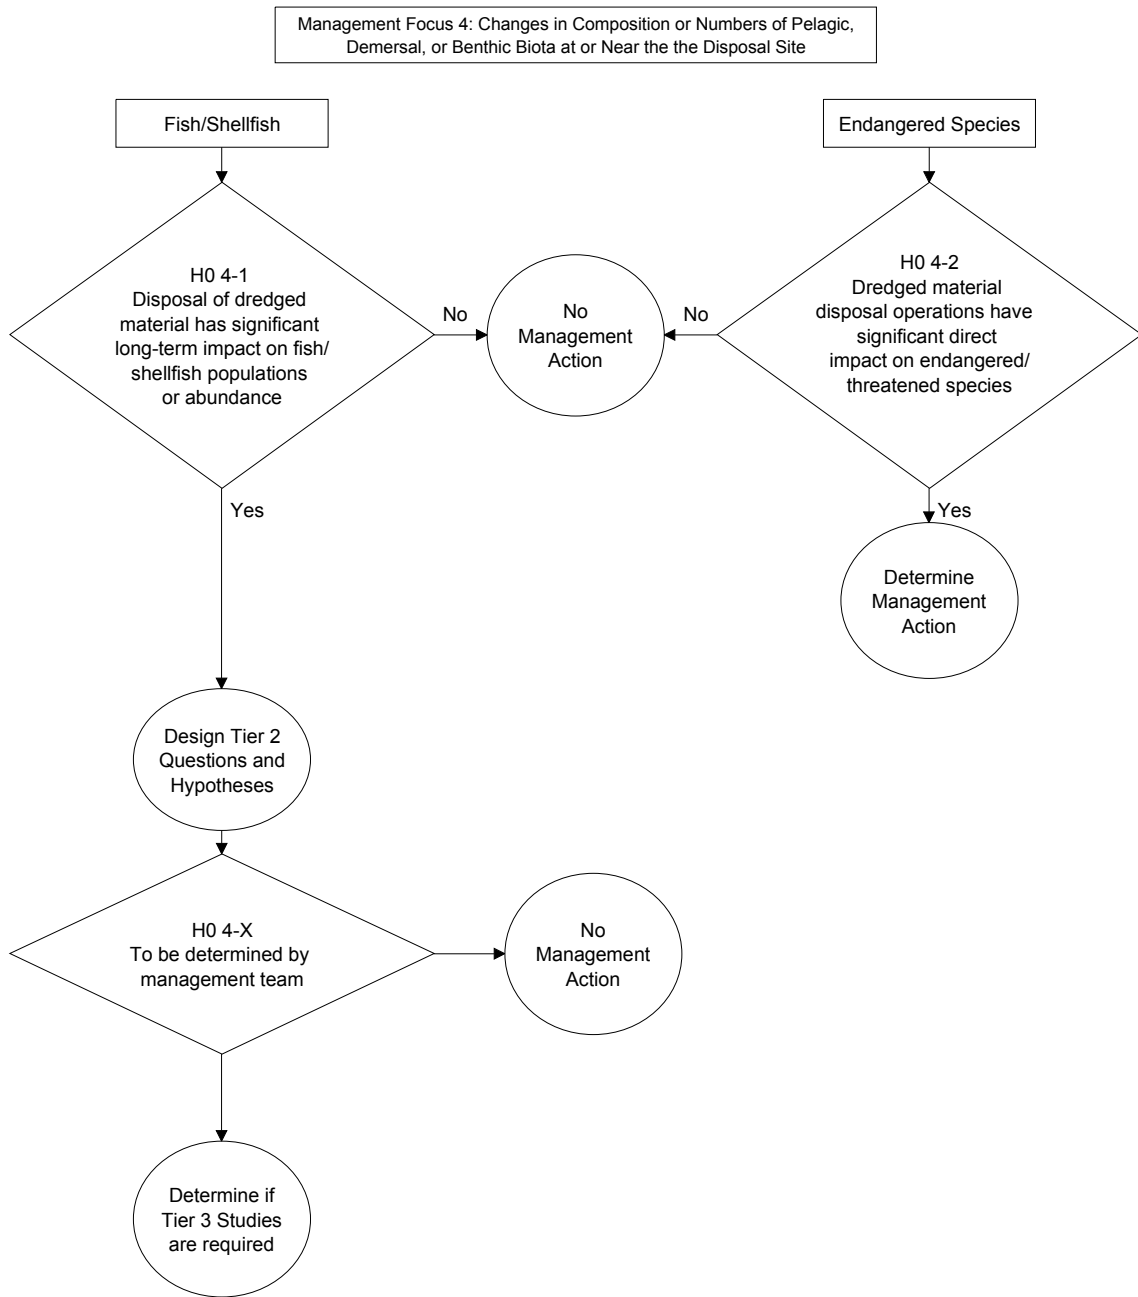 Management Focus 4: Changes in Composition or Numbers of Pelagic,
Demersal, or Benthic Biota at or Near the the Disposal Site
Fish/Shellfish
Endangered Species
H0 4-1
Disposal of dredged
material has significant
long-term impact on fish/
shellfish populations
or abundance
No
No
Management
Action
No
H0 4-2
Dredged material
disposal operations have
significant direct
impact on endangered/
threatened species
Yes
Yes
Determine
Management
Action
Design Tier 2
Questions and
Hypotheses
H0 4-X
To be determined by
management team
No
Management
Action
Determine if
Tier 3 Studies
are required